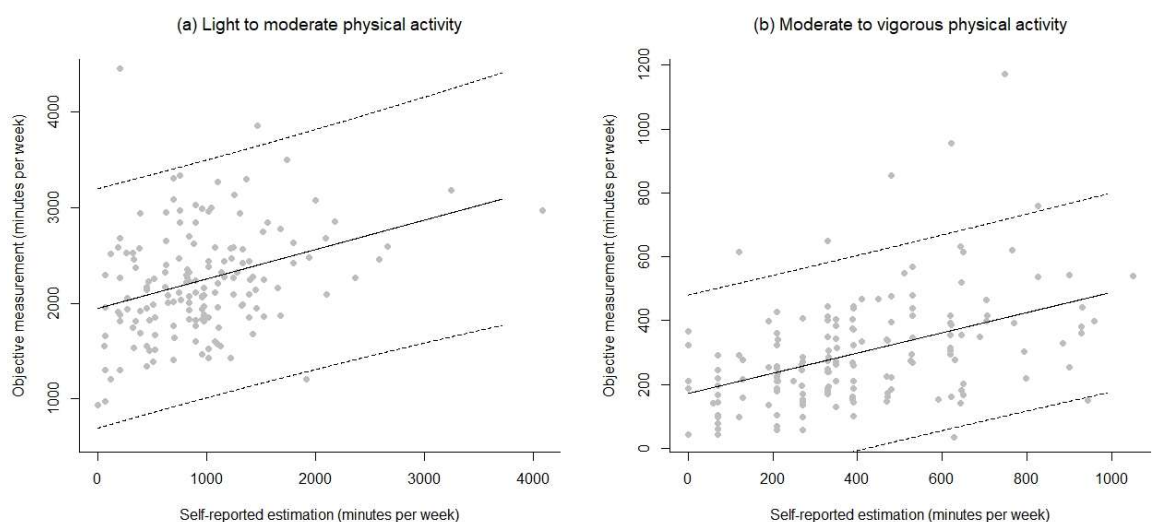 (a) Light to moderate physical activity
Objective measurement (minutes per week)
4000
3000
2000
1000
0 1000 2000 3000 4000
Self-reported estimation (minutes per week)
(b) Moderate to vigorous physical activity
Objective measurement (minutes per week)
1200
1000
800
600
400
200
0
0 200 400 600 800 1000
Self-reported estimation (minutes per week)